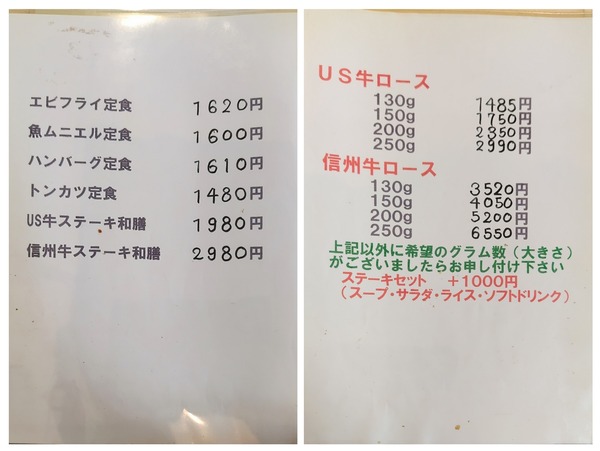 エビフライ定食 1620円
魚ムニエル定食 1600円
ハンバーグ定食 1610円
トンカツ定食 1480円
US牛ステーキ和膳 1980円
信州牛ステーキ和膳 2980円
US牛ロース
130g 1485円
150g 1750円
200g 2350円
250g 2990円
信州牛ロース
130g 3520円
150g 4050円
200g 5200円
250g 6550円
上記以外に希望のグラム数(大きさ)
がございましたらお申し付け下さい
ステーキセット +1000円
(スープ・サラダ・ライス・ソフトドリンク)